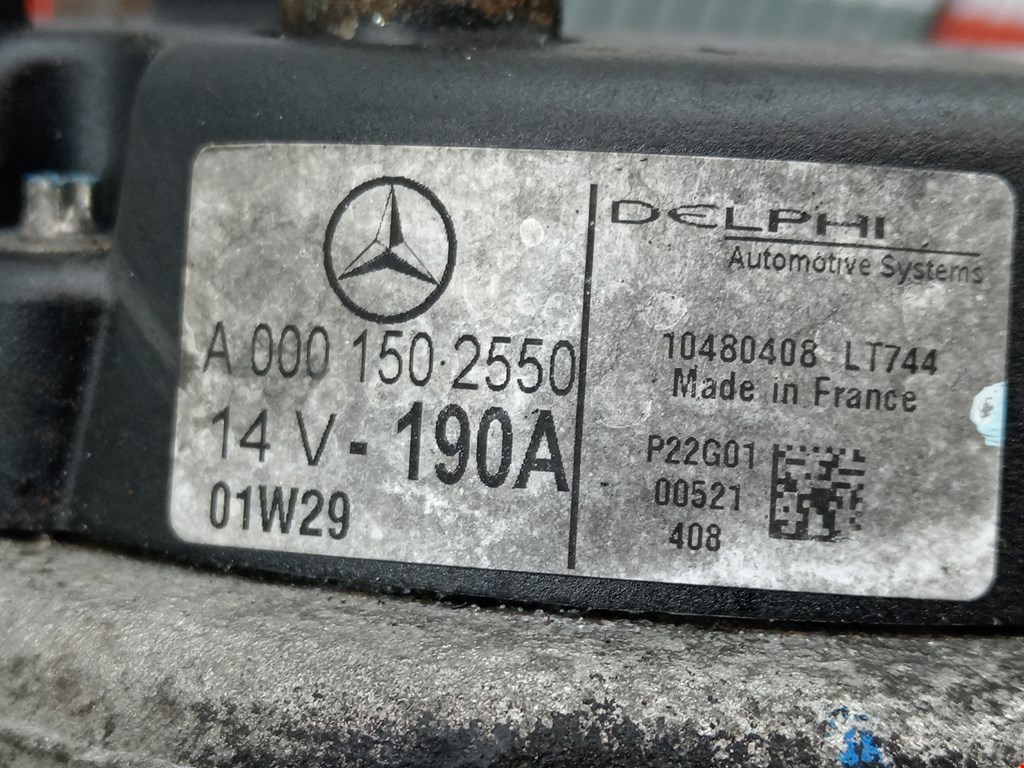 A 000 150·2550
14 V - 190A
01W29
DELPHI
Automotive Systems
10480408 LT744
Made in France
P22G01
00521
408